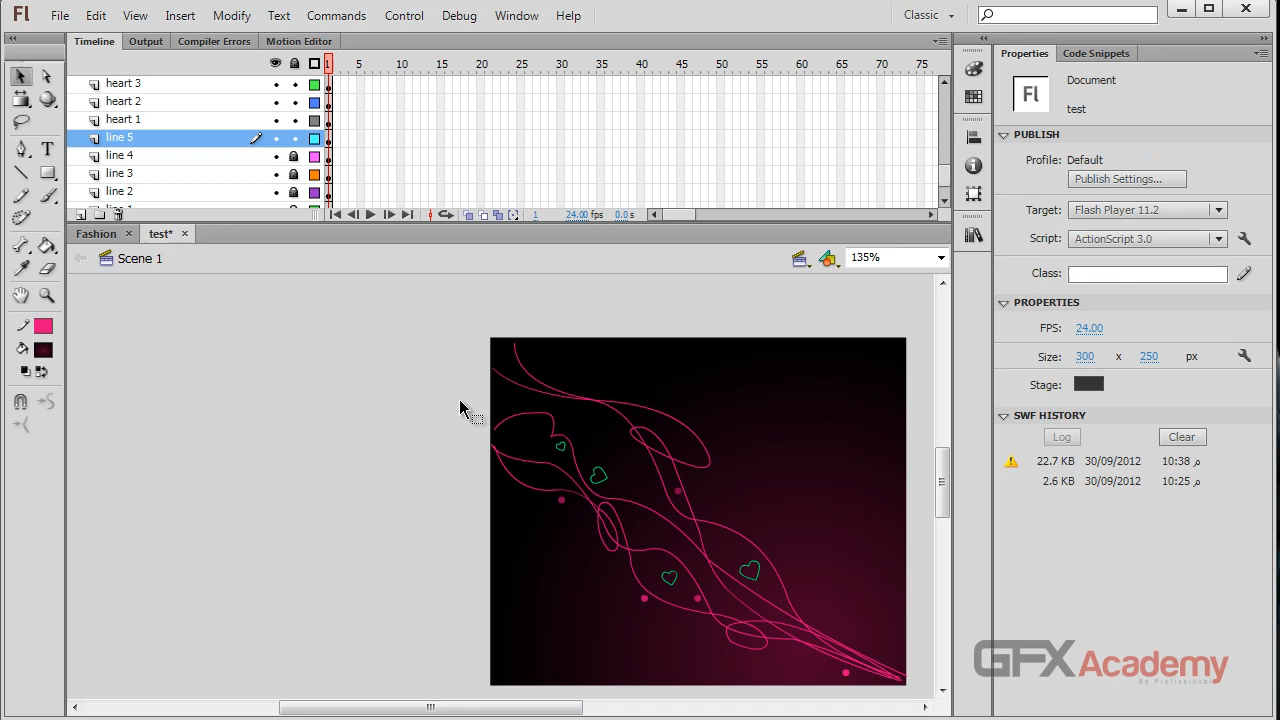 Fl File Edit View Insert Modify Text Commands Control Debug Window Help Classic
Timeline Output Compiler Errors Motion Editor
1 5 10 15 20 25 30 35 40 45 50 55 60 65 70 75
heart 3
heart 2
heart 1
line 5
line 4
line 3
line 2
1 24.00 fps 0.0 s
Fashion × test* ×
Scene 1 135%
Properties Code Snippets
Fl Document
test
PUBLISH
Profile: Default
Publish Settings...
Target: Flash Player 11.2
Script: ActionScript 3.0
Class:
PROPERTIES
FPS: 24.00
Size: 300 x 250 px
Stage:
SWF HISTORY
Log Clear
22.7 KB 30/09/2012 10:38 م
2.6 KB 30/09/2012 10:25 م
GFX Academy
Be Professional